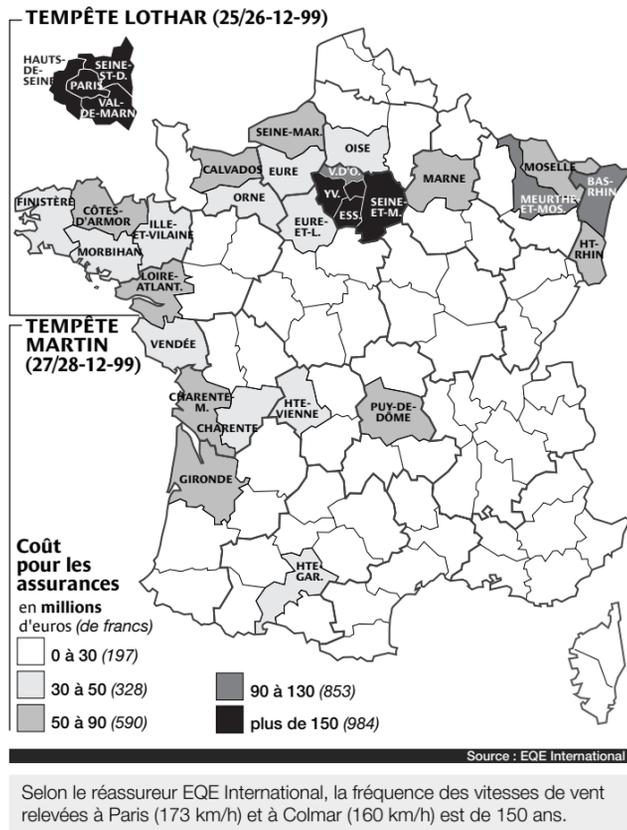 TEMPÊTE LOTHAR (25/26-12-99)
HAUTS-
DE-
SEINE
SEINE-
ST-D.
PARIS
VAL-
DE-MARN
SEINE-MAR.
OISE
CALVADOS
EURE
V.D'O.
MARNE
MOSELLE
BAS-
RHIN
ORNE
YV.
SEINE-
ET-M.
ESS.
MEURTHE-
ET-MOS.
FINISTÈRE
CÔTES-
D'ARMOR
ILLE-
ET-VILAINE
EURE-
ET-L.
MORBIHAN
HT-
RHIN
LOIRE-
ATLANT.
TEMPÊTE
MARTIN
(27/28-12-99)
VENDÉE
CHARENTE-
M.
CHARENTE
HTE-
VIENNE
PUY-DE-
DÔME
GIRONDE
HTE
GAR.
Coût
pour les
assurances
en millions
d'euros (de francs)
0 à 30 (197)
30 à 50 (328)
50 à 90 (590)
90 à 130 (853)
plus de 150 (984)
Source : EQE International
Selon le réassureur EQE International, la fréquence des vitesses de vent
relevées à Paris (173 km/h) et à Colmar (160 km/h) est de 150 ans.